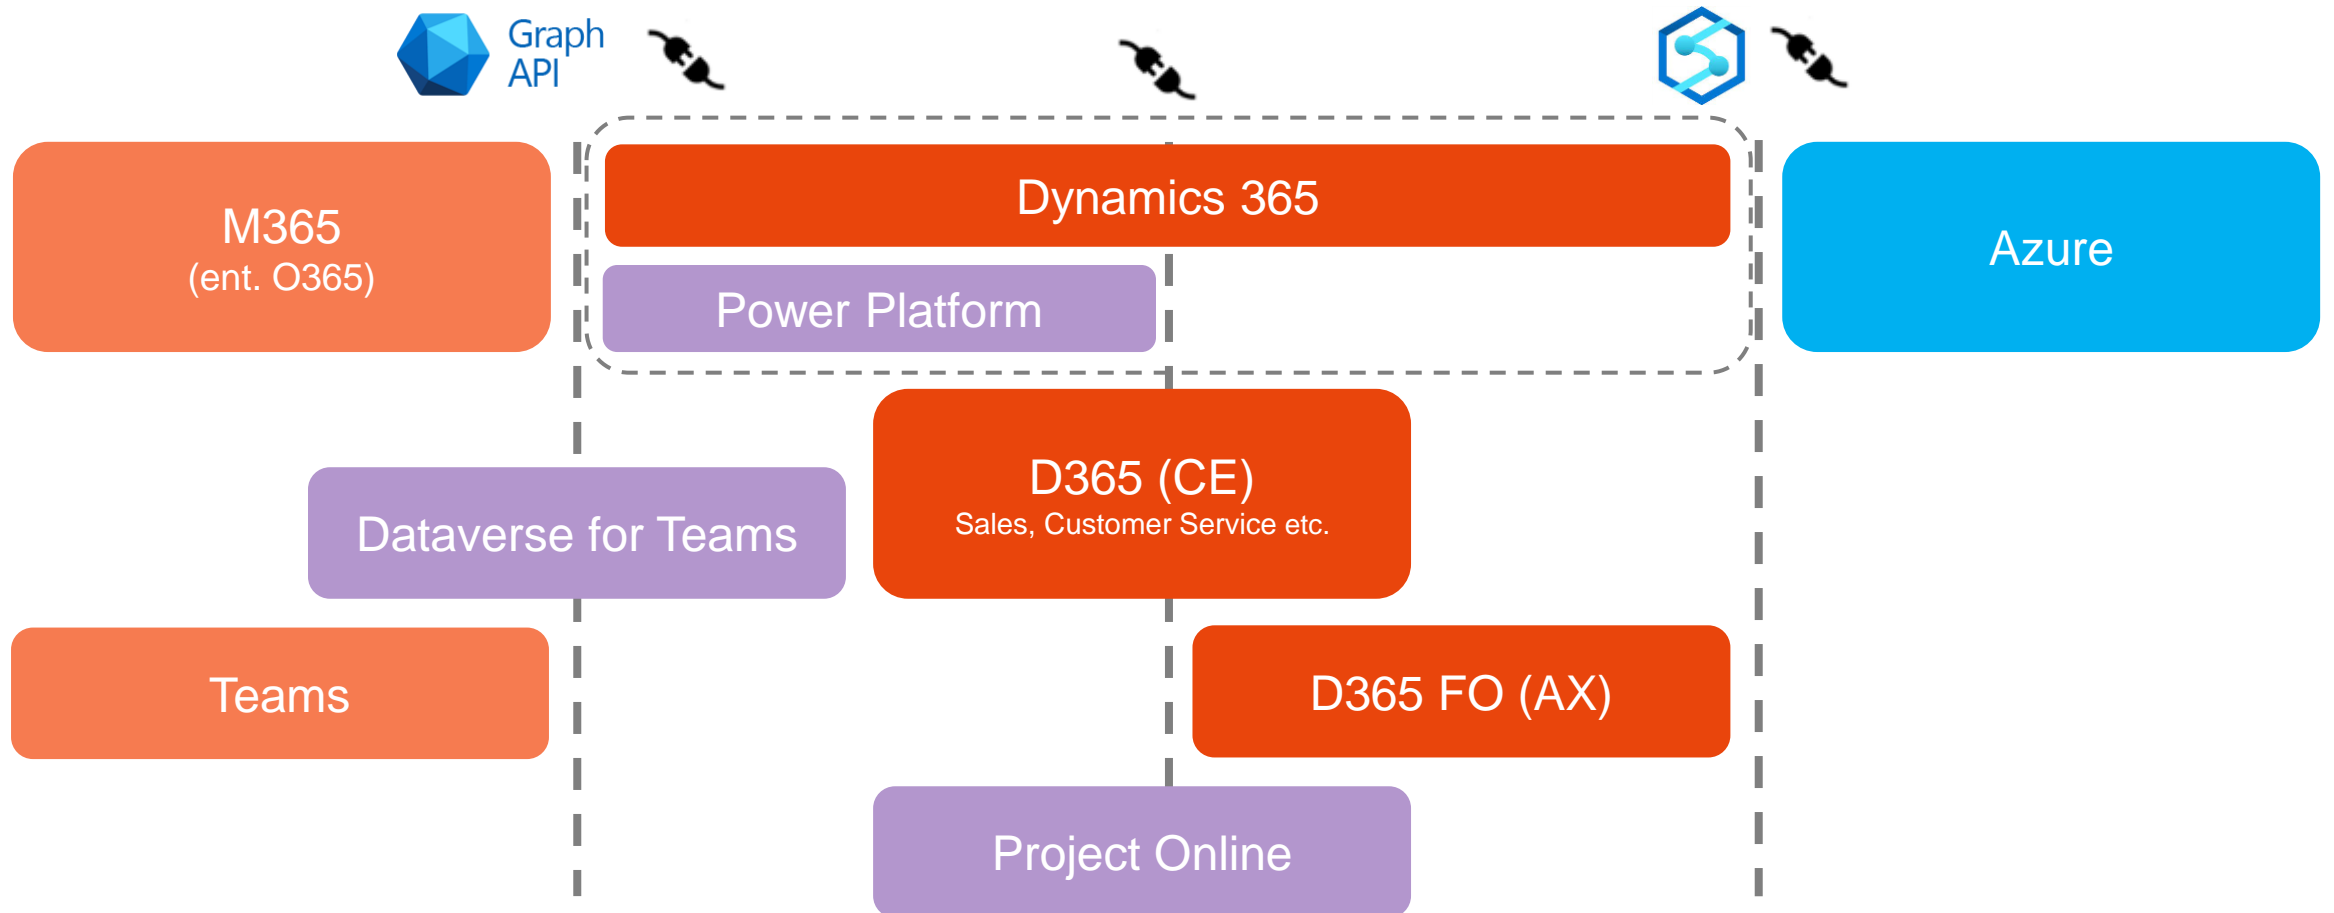 Graph
API
M365
(ent. O365)
Dynamics 365
Power Platform
Azure
D365 (CE)
Sales, Customer Service etc.
Dataverse for Teams
Teams
D365 FO (AX)
Project Online